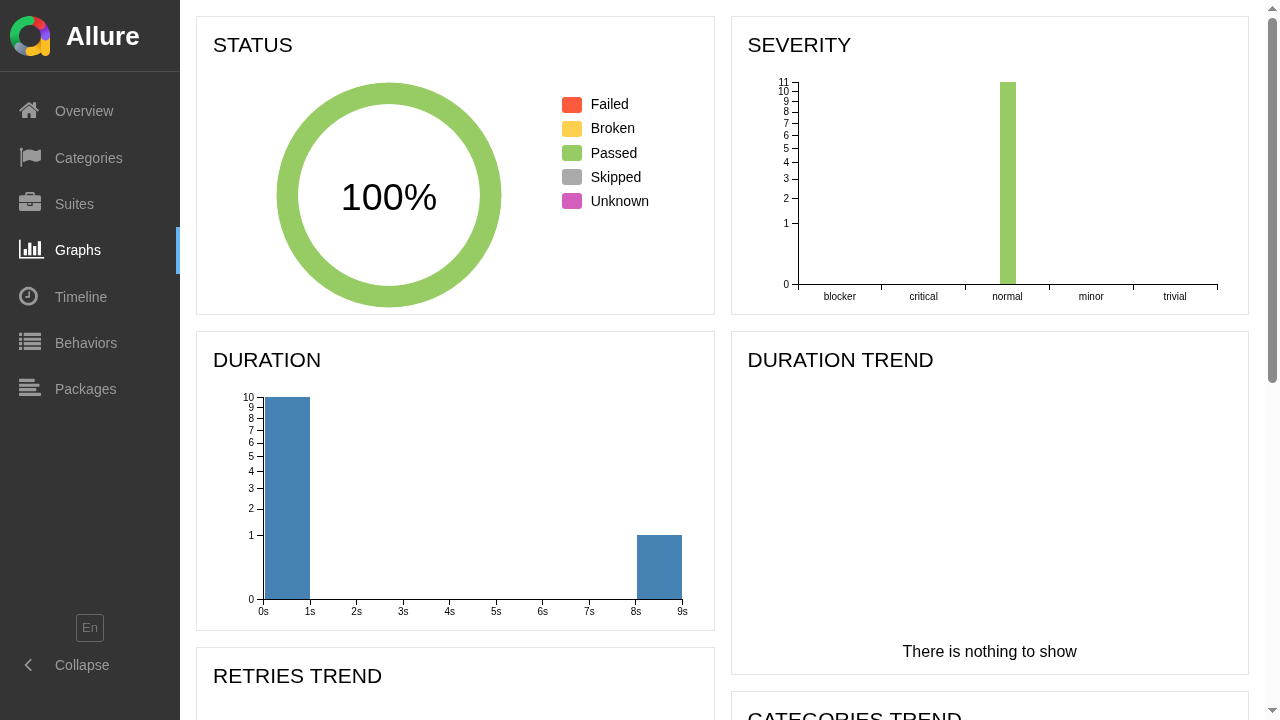 Allure
Overview
Categories
Suites
Graphs
Timeline
Behaviors
Packages
En
Collapse
STATUS
100%
Failed
Broken
Passed
Skipped
Unknown
SEVERITY
11
10
9
8
7
6
5
4
3
2
1
0
blocker critical normal minor trivial
DURATION
10
9
8
7
6
5
4
3
2
1
0
0s 1s 2s 3s 4s 5s 6s 7s 8s 9s
DURATION TREND
There is nothing to show
RETRIES TREND
CATEGORIES TREND